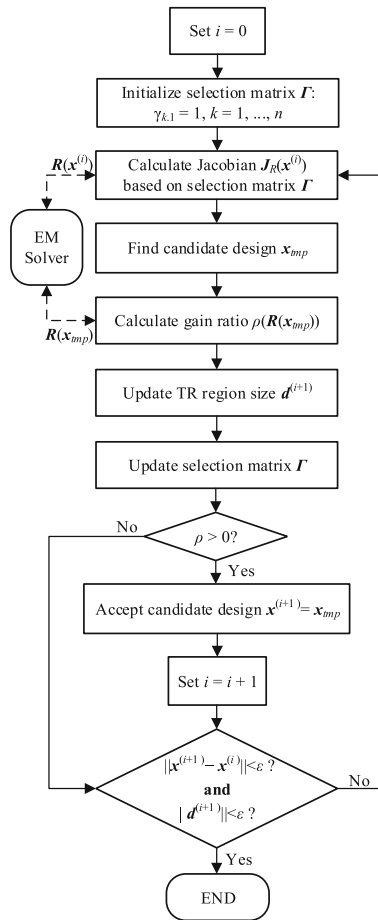 Set i = 0
Initialize selection matrix Γ:
γk.1 = 1, k = 1, ..., n
R(x(i))
Calculate Jacobian JR(x(i))
based on selection matrix Γ
EM
Solver
Find candidate design xtmp
R(xtmp)
Calculate gain ratio ρ(R(xtmp))
Update TR region size d(i+1)
Update selection matrix Γ
No
ρ > 0?
Yes
Accept candidate design x(i+1)= xtmp
Set i = i + 1
||x(i+1)– x(i)||<ε ?
and
| d(i+1)||<ε ?
No
Yes
END